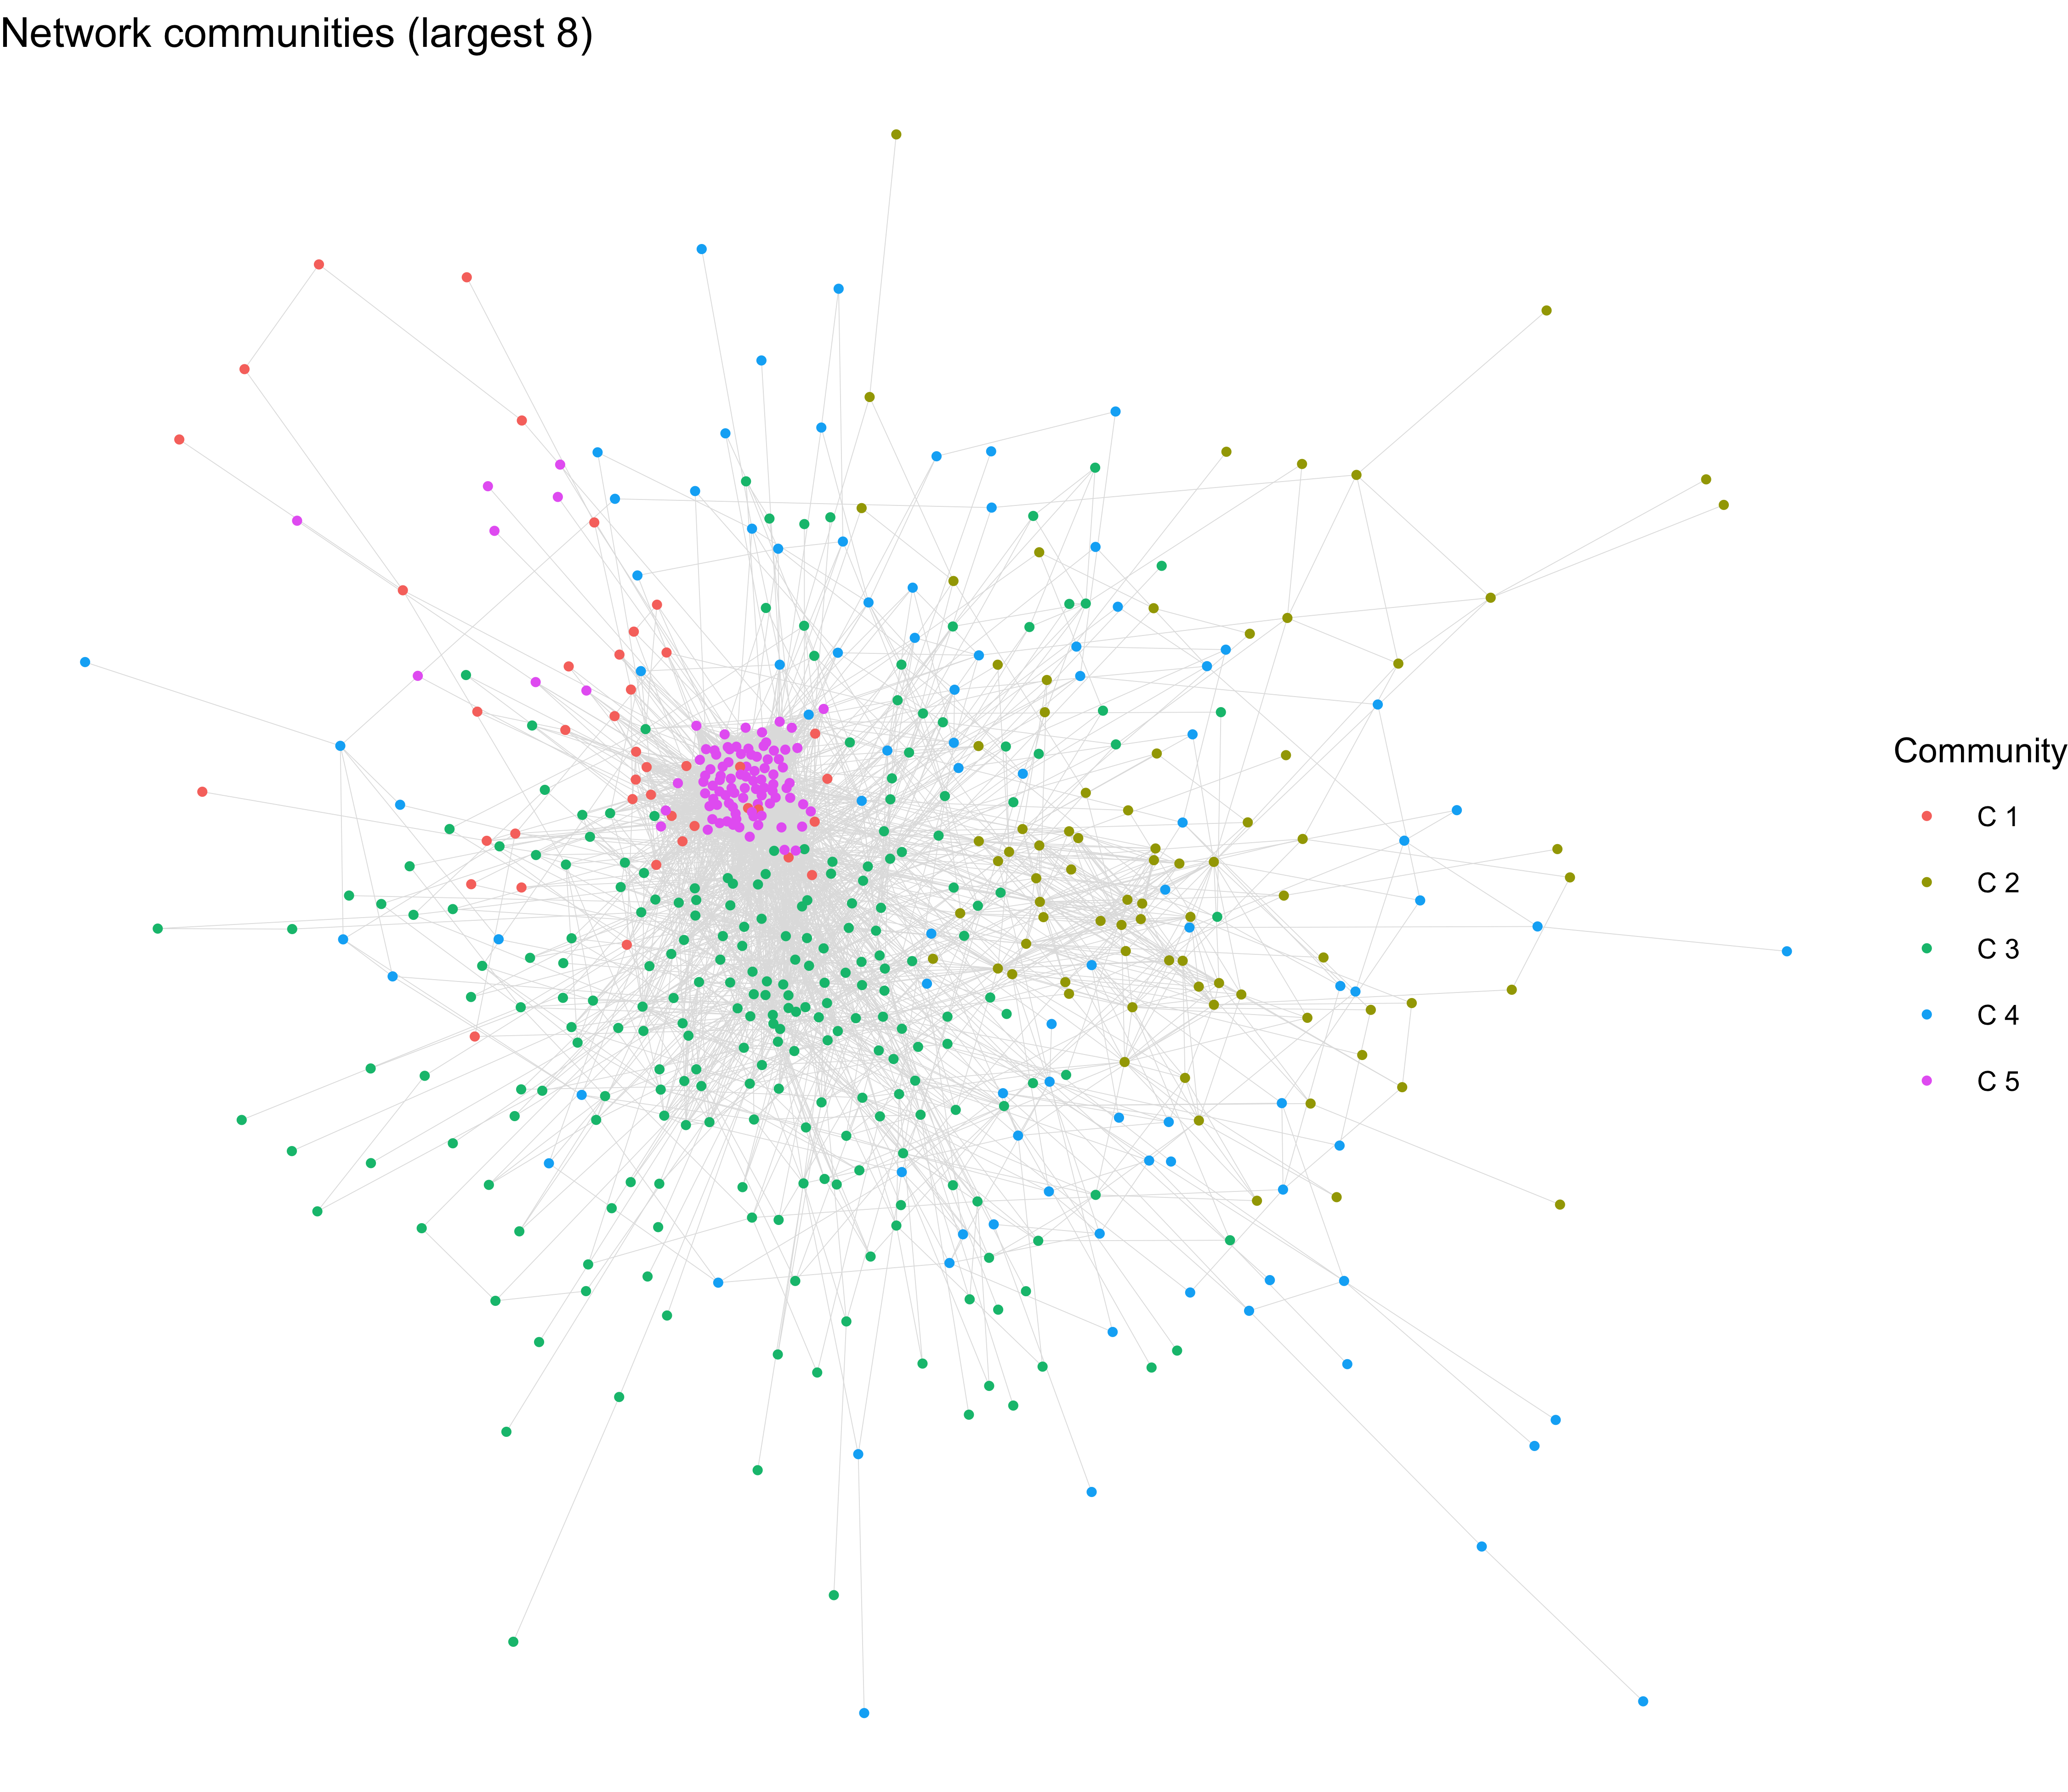 Network communities (largest 8)
Community
C 1
C 2
C 3
C 4
C 5